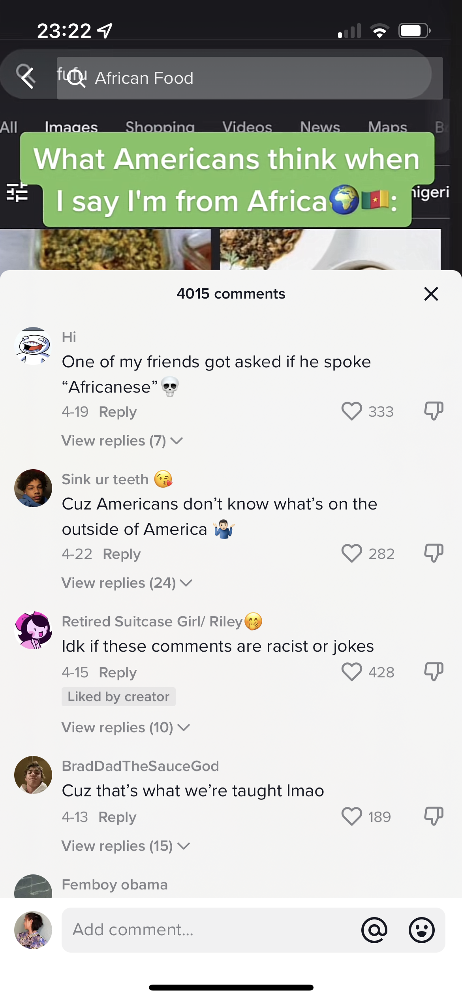 23:22
fufu
African Food
All Images Shopping Videos News Maps
What Americans think when
I say I'm from Africa🌍🇨🇲:
nigeri
4015 comments
Hi
One of my friends got asked if he spoke
“Africanese”💀
4-19 Reply 333
View replies (7)
Sink ur teeth 😘
Cuz Americans don’t know what’s on the
outside of America 🤷🏻‍♂️
4-22 Reply 282
View replies (24)
Retired Suitcase Girl/ Riley🤭
Idk if these comments are racist or jokes
4-15 Reply 428
Liked by creator
View replies (10)
BradDadTheSauceGod
Cuz that’s what we’re taught lmao
4-13 Reply 189
View replies (15)
Femboy obama
Add comment...